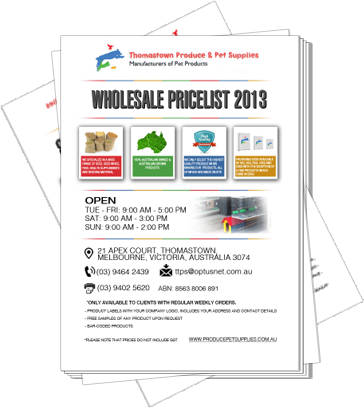 Thomastown Produce & Pet Supplies
Manufacturers of Pet Products
WHOLESALE PRICELIST 2013
100% AUSTRALIAN OWNED &
PRODUCTS
OPEN
TUE - FRI: 9:00 AM - 5:00 PM
SAT: 9:00 AM - 3:00 PM
SUN: 9:00 AM - 2:00 PM
21 APEX COURT, THOMASTOWN,
MELBOURNE, VICTORIA, AUSTRALIA 3074
(03) 9464 2439
ttps@optusnet.com.au
(03) 9402 5620
ABN: 8563 8006 891
*ONLY AVAILABLE TO CLIENTS WITH REGULAR WEEKLY ORDERS.
- PRODUCT LABELS WITH YOUR COMPANY LOGO, INCLUDES YOUR ADDRESS AND CONTACT DETAILS
- FREE SAMPLES OF ANY PRODUCT UPON REQUEST
- BAR-CODED PRODUCTS
*PLEASE NOTE THAT PRICES DO NOT INCLUDE GST
WWW.PRODUCEPETSUPPLIES.COM.AU